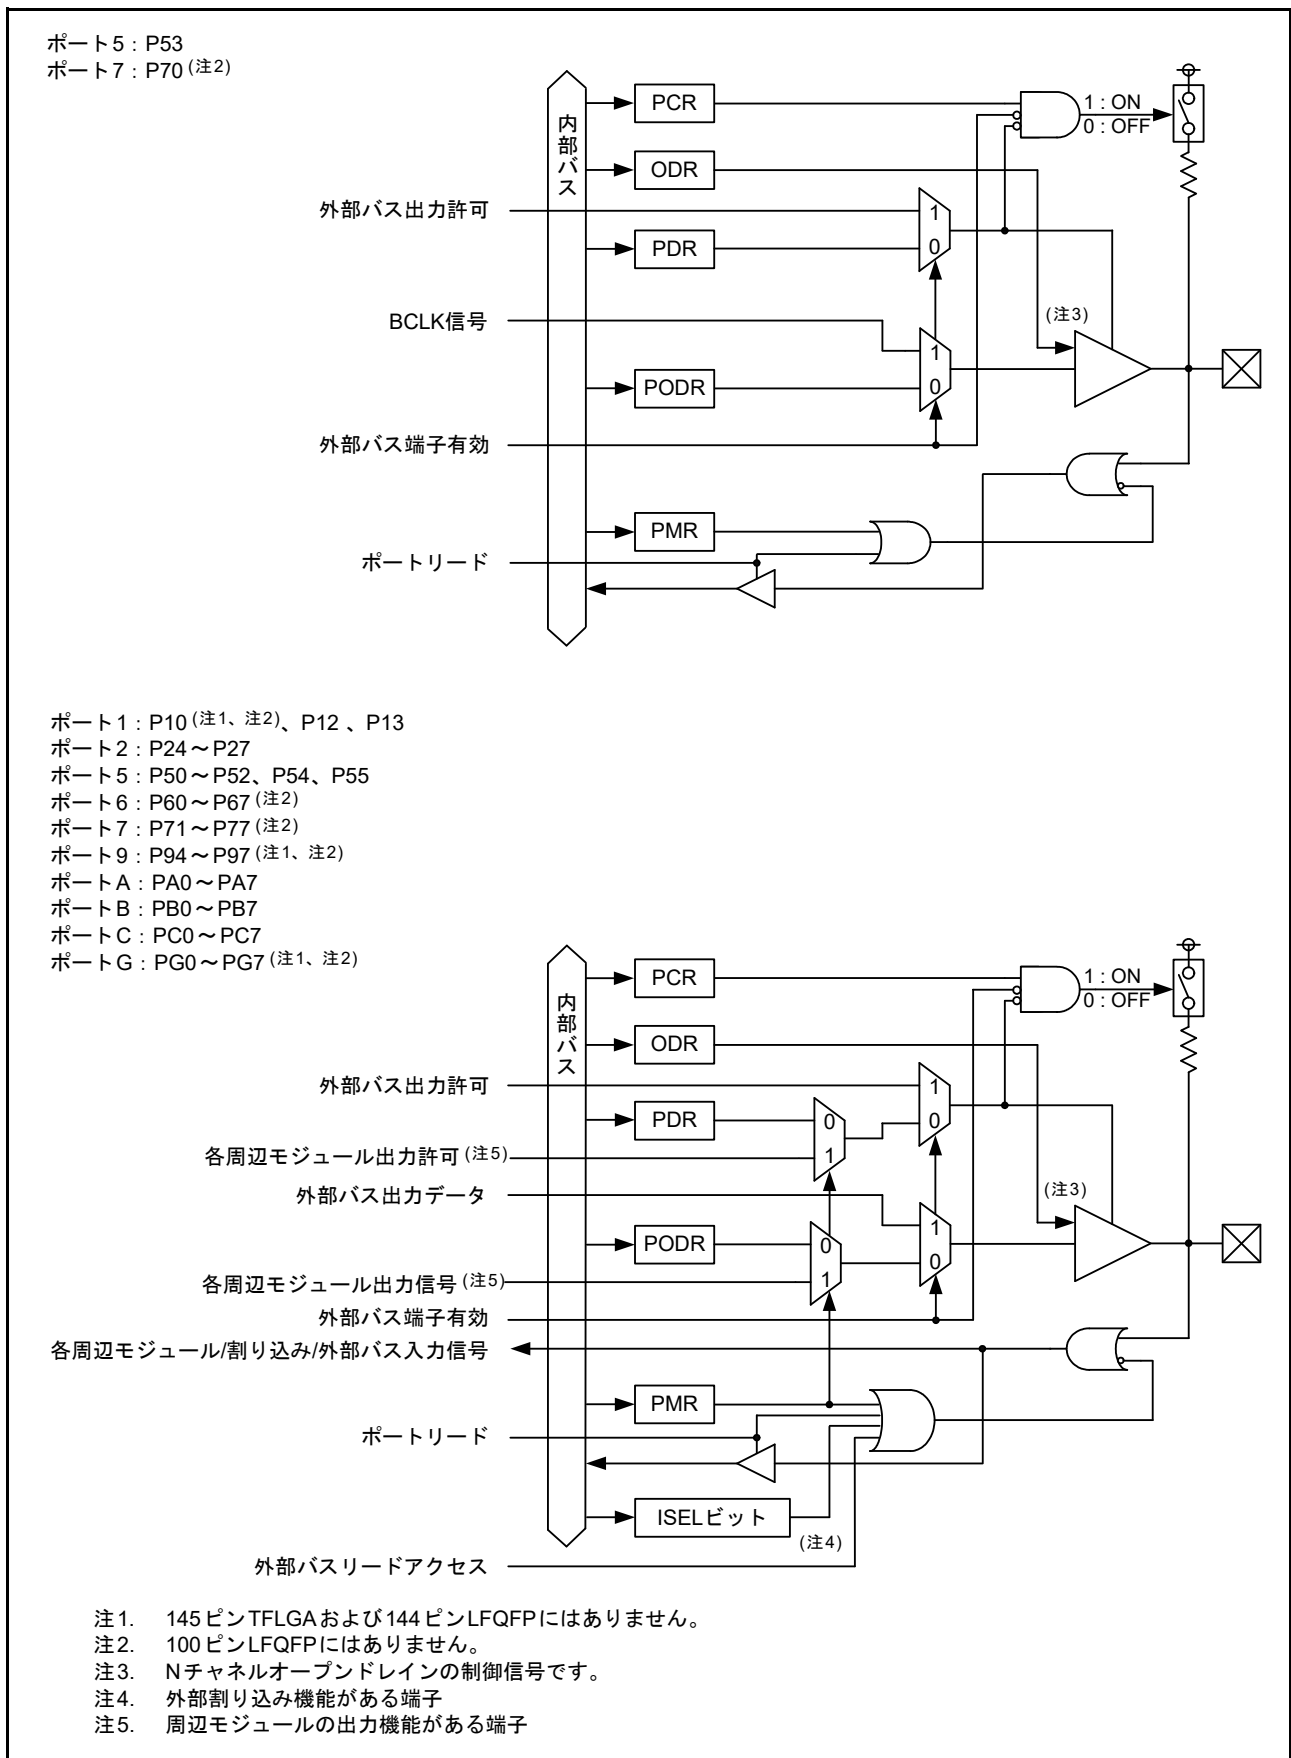 ポート5：P53
ポート7：P70 (注2)
内部バス
PCR
1 : ON
0 : OFF
ODR
外部バス出力許可
1
0
PDR
BCLK信号
(注3)
1
0
PODR
外部バス端子有効
PMR
ポートリード
ポート1：P10 (注1、注2)、P12 、P13
ポート2：P24～P27
ポート5：P50～P52、P54、P55
ポート6：P60～P67 (注2)
ポート7：P71～P77 (注2)
ポート9：P94～P97 (注1、注2)
ポートA：PA0～PA7
ポートB：PB0～PB7
ポートC：PC0～PC7
ポートG：PG0～PG7 (注1、注2)
内部バス
PCR
1 : ON
0 : OFF
ODR
外部バス出力許可
1
0
PDR
0
1
各周辺モジュール出力許可 (注5)
外部バス出力データ
(注3)
1
0
PODR
0
1
各周辺モジュール出力信号 (注5)
外部バス端子有効
各周辺モジュール/割り込み/外部バス入力信号
PMR
ポートリード
ISELビット
(注4)
外部バスリードアクセス
注1. 145ピンTFLGAおよび144ピンLFQFPにはありません。
注2. 100ピンLFQFPにはありません。
注3. Nチャネルオープンドレインの制御信号です。
注4. 外部割り込み機能がある端子
注5. 周辺モジュールの出力機能がある端子